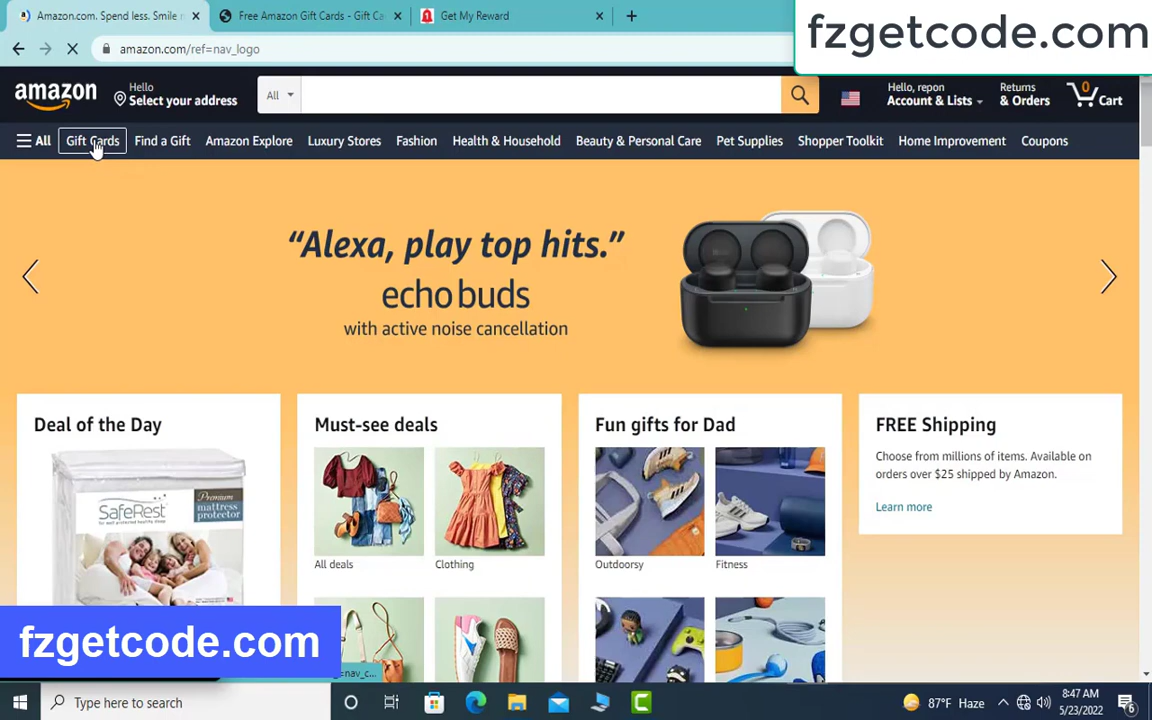 Amazon.com. Spend less. Smile
Free Amazon Gift Cards - Gift Ca
Get My Reward
fzgetcode.com
amazon.com/ref=nav_logo
amazon
Hello
Select your address
All
Hello, repon
Account & Lists
Returns
& Orders
0
Cart
All
Gift Cards
Find a Gift
Amazon Explore
Luxury Stores
Fashion
Health & Household
Beauty & Personal Care
Pet Supplies
Shopper Toolkit
Home Improvement
Coupons
“Alexa, play top hits.”
echo buds
with active noise cancellation
Deal of the Day
Must-see deals
Fun gifts for Dad
FREE Shipping
Choose from millions of items. Available on
orders over $25 shipped by Amazon.
Learn more
SafeRest
Premium
mattress
protector
All deals
Clothing
Outdoorsy
Fitness
fzgetcode.com
=nav_c...
Type here to search
87°F Haze
8:47 AM
5/23/2022
6